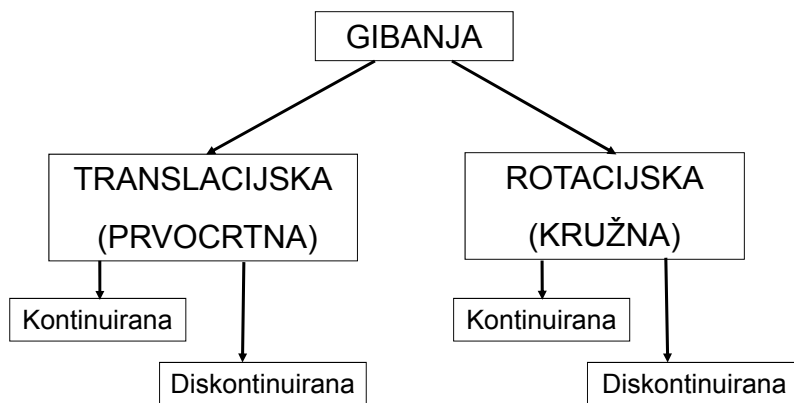 GIBANJA
TRANSLACIJSKA
(PRVOCRTNA)
ROTACIJSKA
(KRUŽNA)
Kontinuirana
Kontinuirana
Diskontinuirana
Diskontinuirana